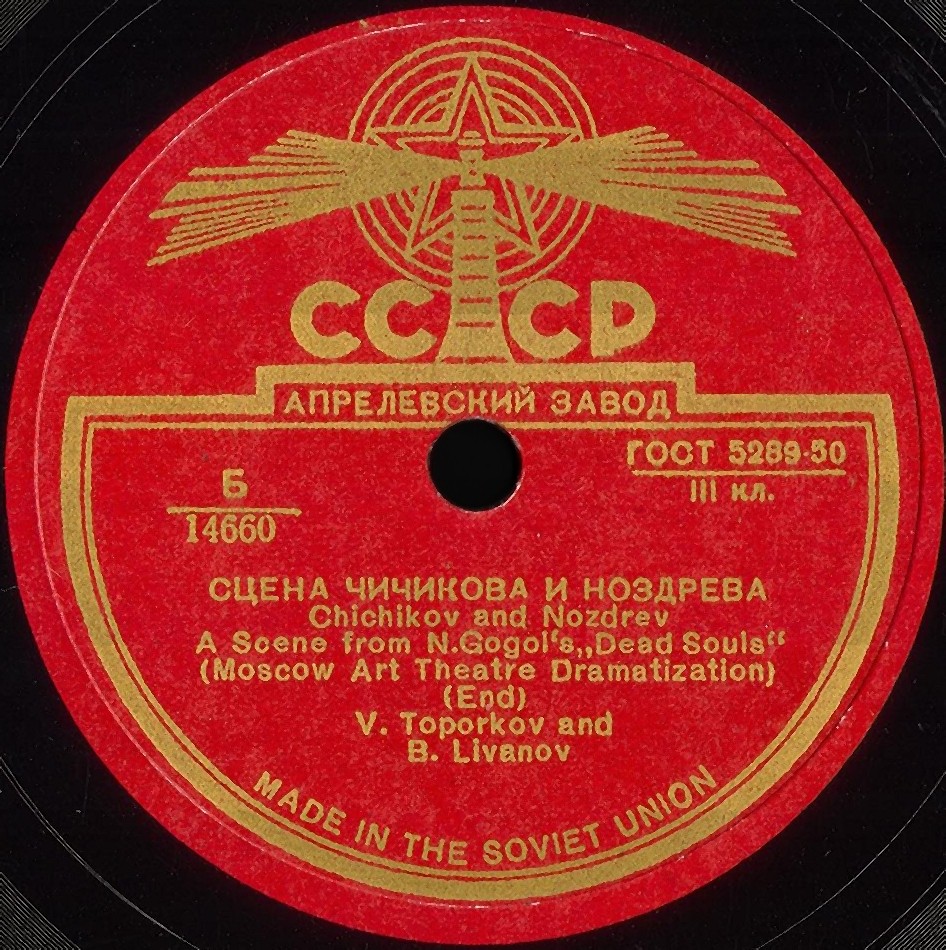 СССР
АПРЕЛЕВСКИЙ ЗАВОД
ГОСТ 5289-50
III кл.
Б
14660
СЦЕНА ЧИЧИКОВА И НОЗДРЕВА
Chichikov and Nozdrev
A Scene from N.Gogol's„Dead Souls“
(Moscow Art Theatre Dramatization)
(End)
V. Toporkov and
B. Livanov
MADE IN THE SOVIET UNION